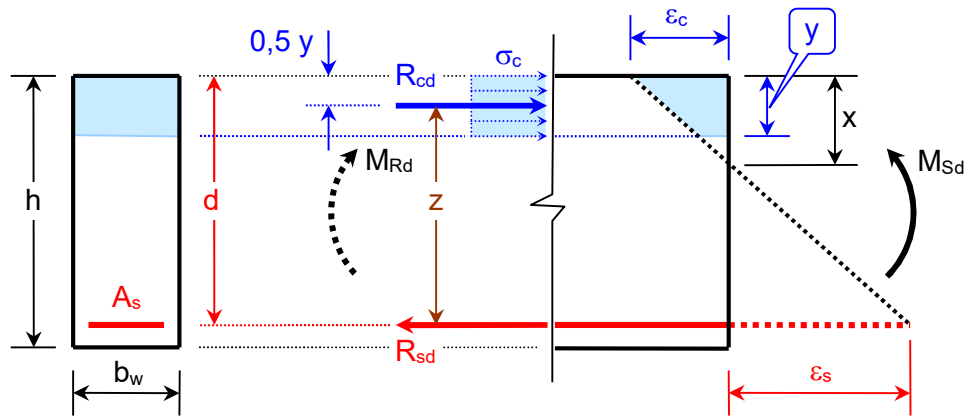 ε_c
y
0,5 y
σ_c
R_cd
x
M_Rd
M_Sd
h
d
z
A_s
R_sd
b_w
ε_s